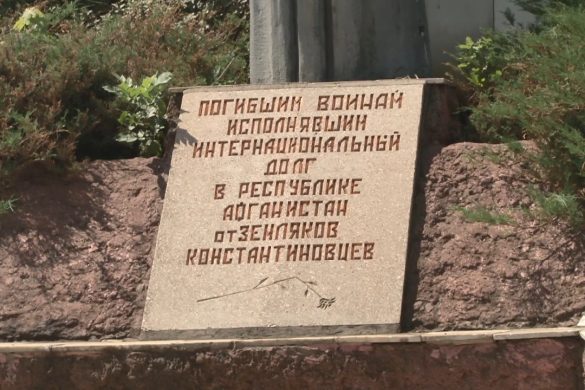 ПОГИБШИМ ВОИНАМ
ИСПОЛНЯВШИМ
ИНТЕРНАЦИОНАЛЬНЫЙ
ДОЛГ
В РЕСПУБЛИКЕ
АФГАНИСТАН
от ЗЕМЛЯКОВ
КОНСТАНТИНОВЦЕВ